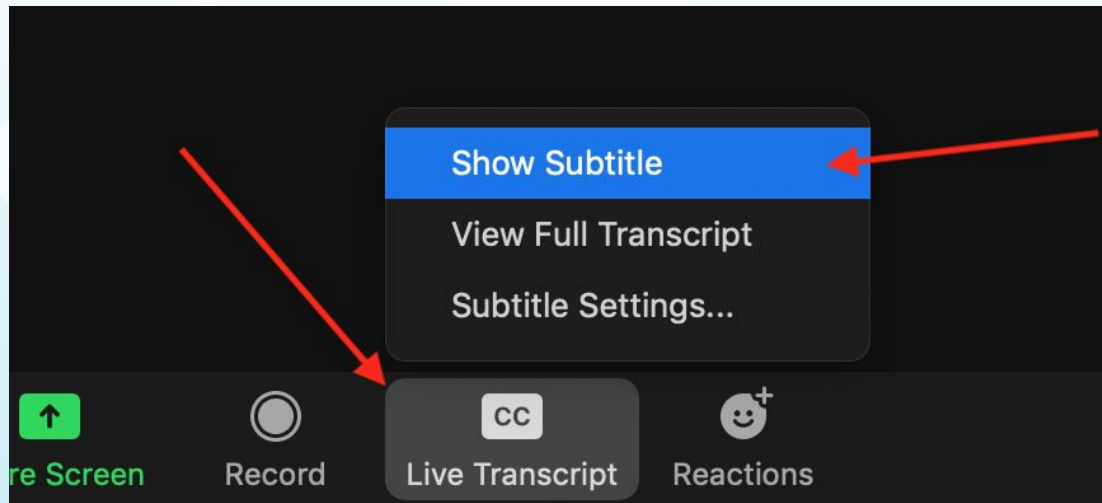 Show Subtitle
View Full Transcript
Subtitle Settings...
CC
re Screen
Record
Live Transcript
Reactions